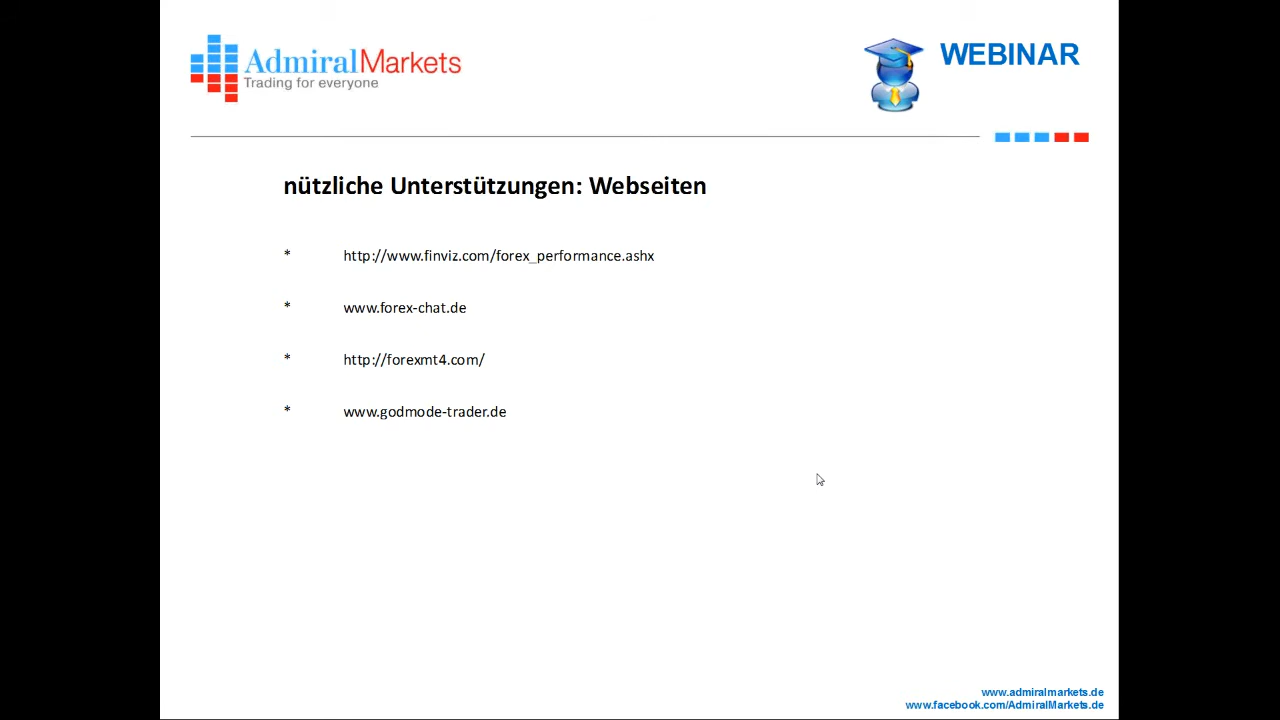 AdmiralMarkets
Trading for everyone
WEBINAR
nützliche Unterstützungen: Webseiten
* http://www.finviz.com/forex_performance.ashx
* www.forex-chat.de
* http://forexmt4.com/
* www.godmode-trader.de
www.admiralmarkets.de
www.facebook.com/AdmiralMarkets.de